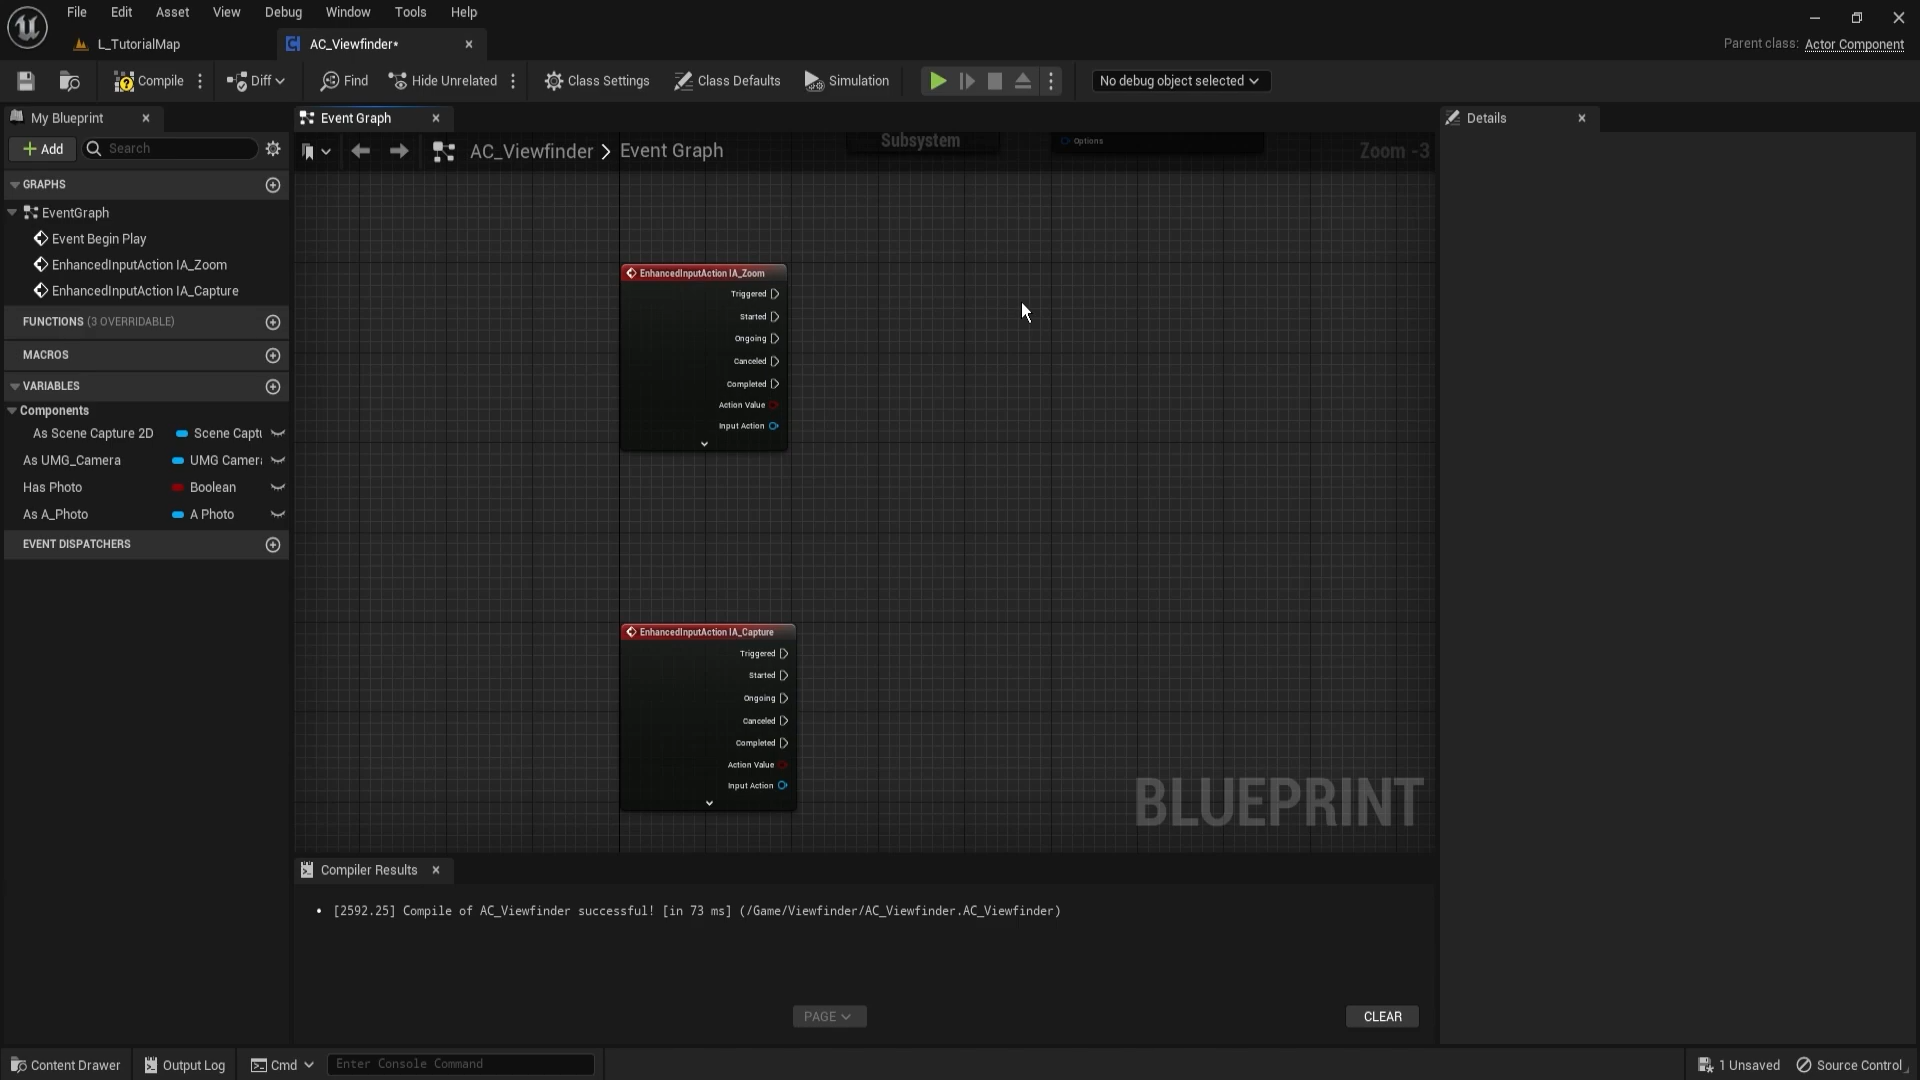 File Edit Asset View Debug Window Tools Help
L_TutorialMap
AC_Viewfinder*
Parent class: Actor Component
Compile
Diff
Find
Hide Unrelated
Class Settings
Class Defaults
Simulation
No debug object selected
My Blueprint
Event Graph
Details
Add
Search
AC_Viewfinder > Event Graph
Subsystem
Options
Zoom -3
GRAPHS
EventGraph
Event Begin Play
EnhancedInputAction IA_Zoom
EnhancedInputAction IA_Capture
FUNCTIONS (3 OVERRIDABLE)
MACROS
VARIABLES
Components
As Scene Capture 2D Scene Captu
As UMG_Camera UMG Camera
Has Photo Boolean
As A_Photo A Photo
EVENT DISPATCHERS
EnhancedInputAction IA_Zoom
Triggered
Started
Ongoing
Canceled
Completed
Action Value
Input Action
EnhancedInputAction IA_Capture
Triggered
Started
Ongoing
Canceled
Completed
Action Value
Input Action
BLUEPRINT
Compiler Results
• [2592.25] Compile of AC_Viewfinder successful! [in 73 ms] (/Game/Viewfinder/AC_Viewfinder.AC_Viewfinder)
PAGE
CLEAR
Content Drawer
Output Log
Cmd
Enter Console Command
1 Unsaved
Source Control